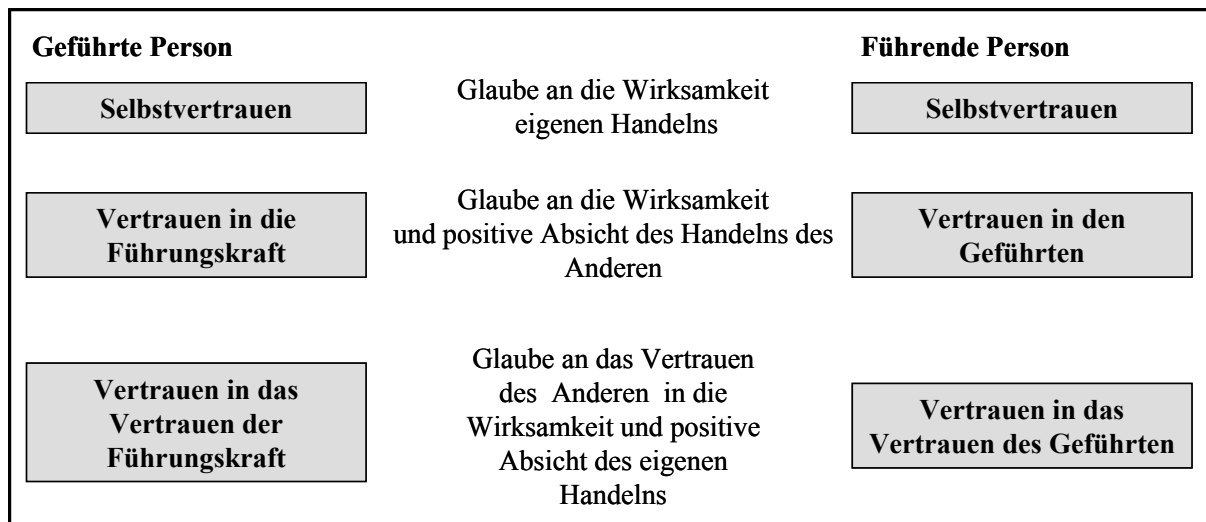 Geführte Person
Führende Person
Selbstvertrauen
Glaube an die Wirksamkeit
eigenen Handelns
Selbstvertrauen
Vertrauen in die
Führungskraft
Glaube an die Wirksamkeit
und positive Absicht des Handelns des
Anderen
Vertrauen in den
Geführten
Vertrauen in das
Vertrauen der
Führungskraft
Glaube an das Vertrauen
des Anderen in die
Wirksamkeit und positive
Absicht des eigenen
Handelns
Vertrauen in das
Vertrauen des Geführten